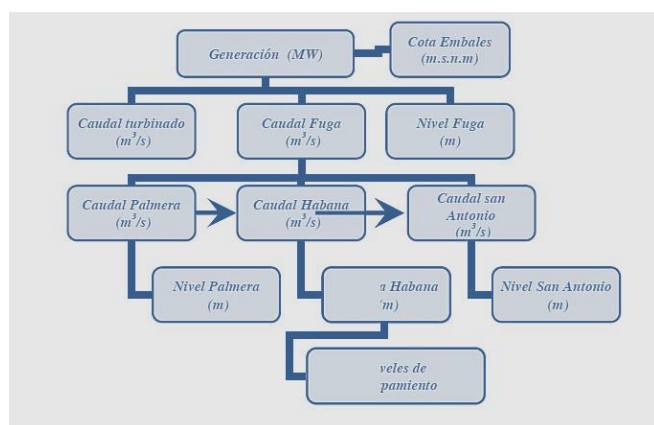 Generación (MW)
Cota Embales
(m.s.n.m)
Caudal turbinado
(m³/s)
Caudal Fuga
(m³/s)
Nivel Fuga
(m)
Caudal Palmera
(m³/s)
Caudal Habana
(m³/s)
Caudal san
Antonio
(m³/s)
Nivel Palmera
(m)
a Habana
m)
Nivel San Antonio
(m)
veles de
pamiento